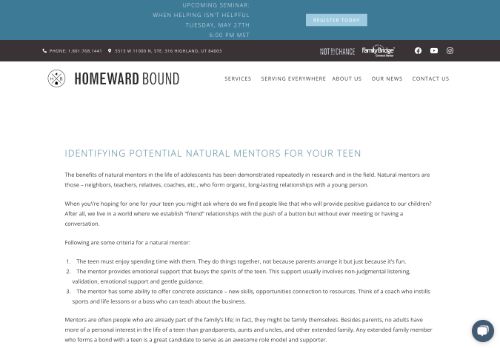 UPCOMING SEMINAR:
WHEN HELPING ISN'T HELPFUL
TUESDAY, MAY 27TH
6:00 PM MST
REGISTER TODAY
PHONE: 1.801.768.1441
5513 W 11000 N, STE. 316 HIGHLAND, UT 84003
NOTBYCHANCE
FamilyBridge
HOMEWARD BOUND
SERVICES
SERVING EVERYWHERE
ABOUT US
OUR NEWS
CONTACT US
IDENTIFYING POTENTIAL NATURAL MENTORS FOR YOUR TEEN
The benefits of natural mentors in the life of adolescents has been demonstrated repeatedly in research and in the field. Natural mentors are
those – neighbors, teachers, relatives, coaches, etc., who form organic, long-lasting relationships with a young person.
When you're hoping for one for your teen you might ask where do we find people like that who will provide positive guidance to our children?
After all, we live in a world where we establish "friend" relationships with the push of a button but without ever meeting or having a
conversation.
Following are some criteria for a natural mentor:
1. The teen must enjoy spending time with them. They do things together, not because parents arrange it but just because it's fun.
2. The mentor provides emotional support that buoys the spirits of the teen. This support usually involves non-judgmental listening,
validation, emotional support and gentle guidance.
3. The mentor has some ability to offer concrete assistance – new skills, opportunities connection to resources. Think of a coach who instills
sports and life lessons or a boss who can teach about the business.
Mentors are often people who are already part of the family's life; in fact, they might be family themselves. Besides parents, no adults have
more of a personal interest in the life of a teen than grandparents, aunts and uncles, and other extended family. Any extended family member
who forms a bond with a teen is a great candidate to serve as an awesome role model and supporter.